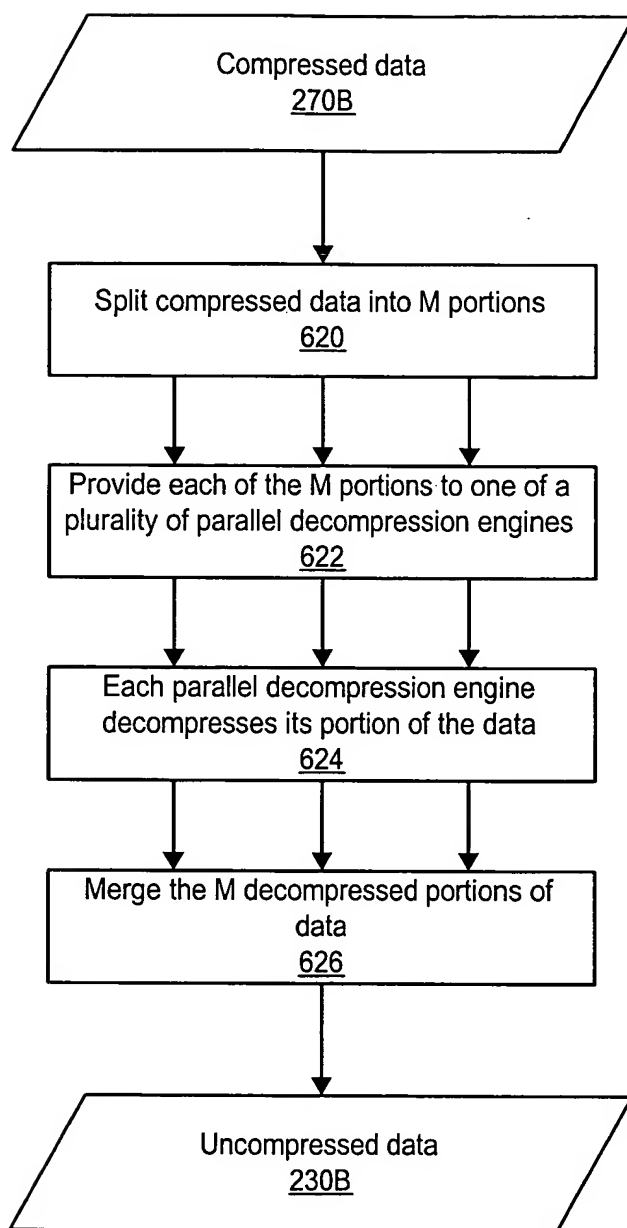 Compressed data
270B
Split compressed data into M portions
620
Provide each of the M portions to one of a
plurality of parallel decompression engines
622
Each parallel decompression engine
decompresses its portion of the data
624
Merge the M decompressed portions of
data
626
Uncompressed data
230B